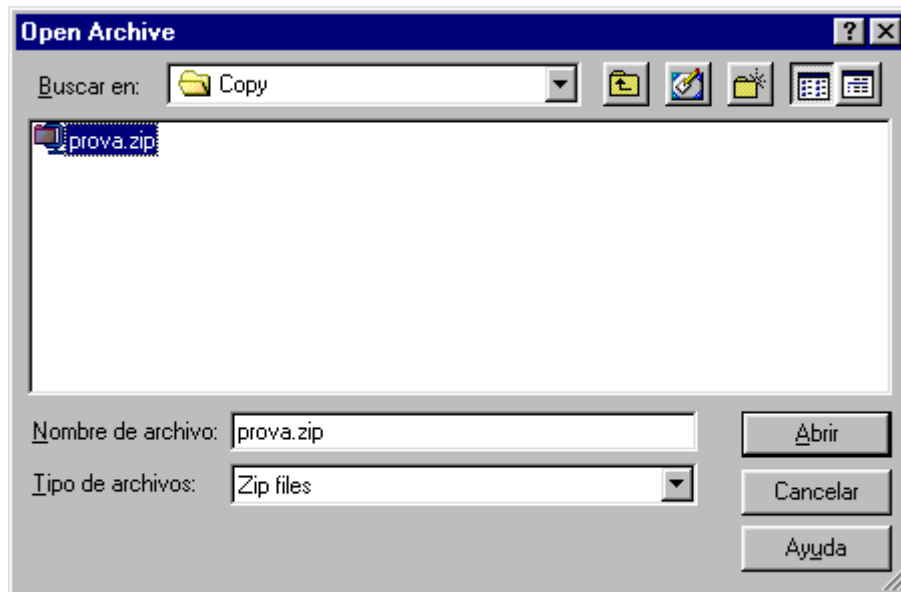 Open Archive
Buscar en: Copy
prova.zip
Nombre de archivo: prova.zip Abrir
Tipo de archivos: Zip files Cancelar
Ayuda